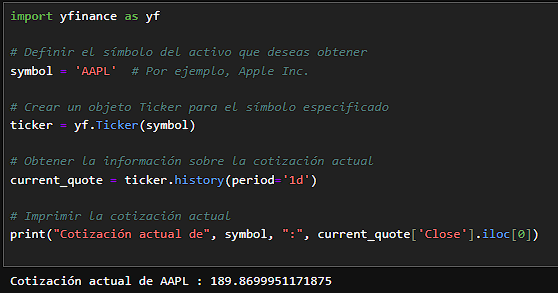 import yfinance as yf
# Definir el símbolo del activo que deseas obtener
symbol = 'AAPL'  # Por ejemplo, Apple Inc.
# Crear un objeto Ticker para el símbolo especificado
ticker = yf.Ticker(symbol)
# Obtener la información sobre la cotización actual
current_quote = ticker.history(period='1d')
# Imprimir la cotización actual
print("Cotización actual de", symbol, ":", current_quote['Close'].iloc[0])
Cotización actual de AAPL : 189.8699951171875